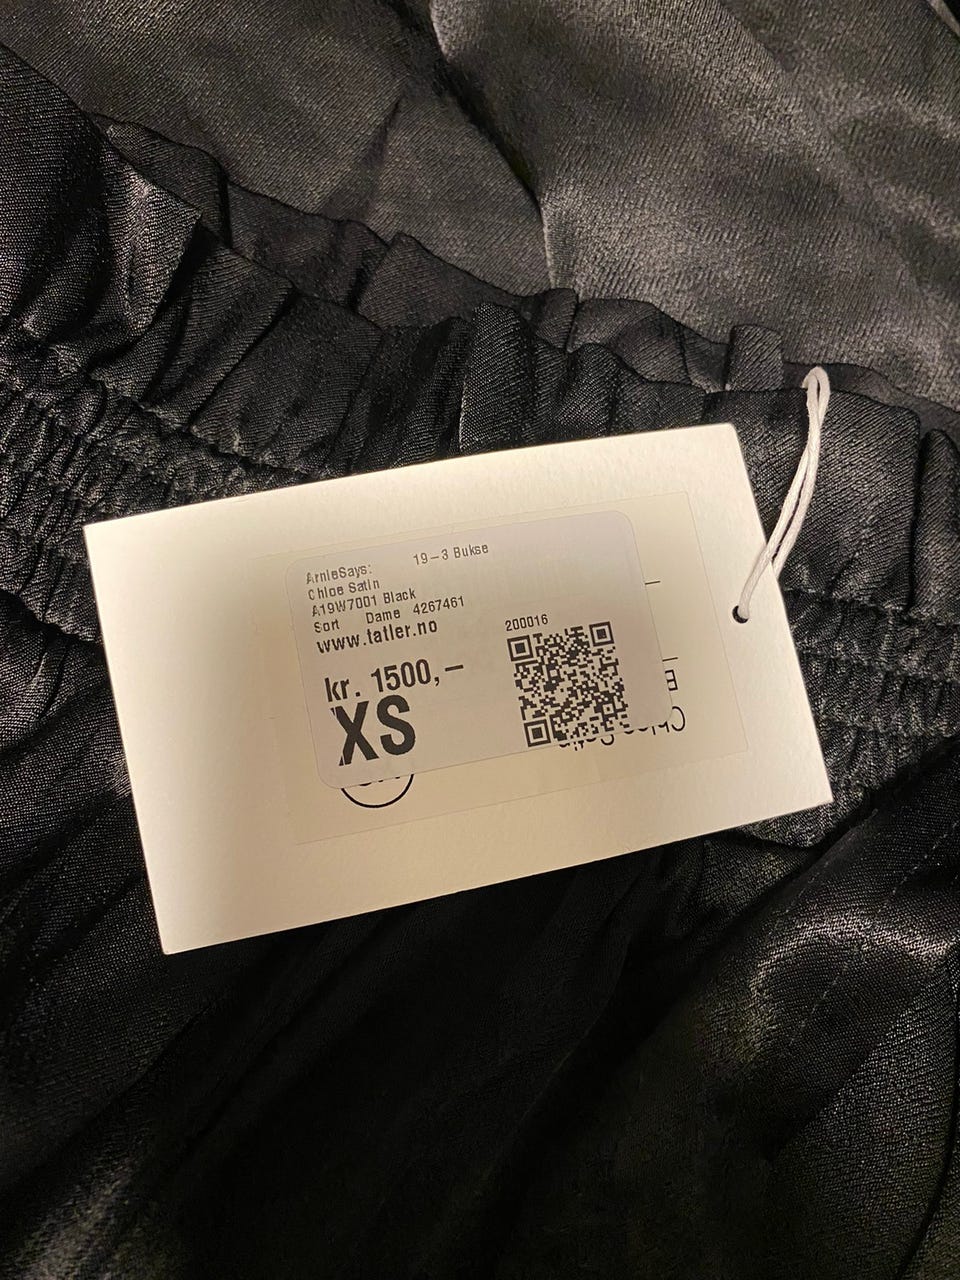 ArnieSays: 19-3 Bukse
Chloe Satin
A19W7001 Black
Sort Dame 4267461
www.tatler.no
200016
kr. 1500,-
XS